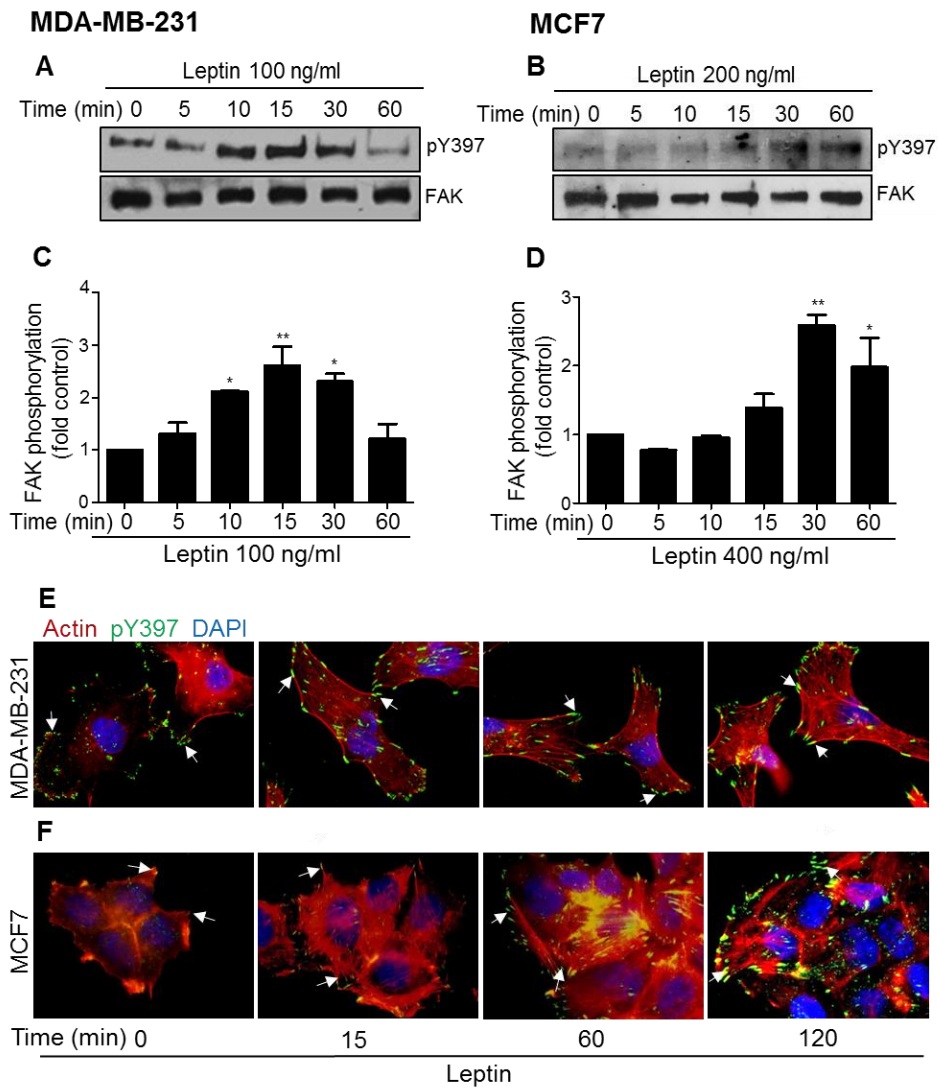 MDA-MB-231 MCF7
A
Leptin 100 ng/ml
Time (min) 0 5 10 15 30 60
pY397
FAK
B
Leptin 200 ng/ml
Time (min) 0 5 10 15 30 60
pY397
FAK
C
FAK phosphorylation
(fold control)
4
3
2
1
0
*
**
*
Time (min) 0 5 10 15 30 60
Leptin 100 ng/ml
D
FAK phosphorylation
(fold control)
3
2
1
0
**
*
Time (min) 0 5 10 15 30 60
Leptin 400 ng/ml
E
Actin pY397 DAPI
MDA-MB-231
F
MCF7
Time (min) 0 15 60 120
Leptin